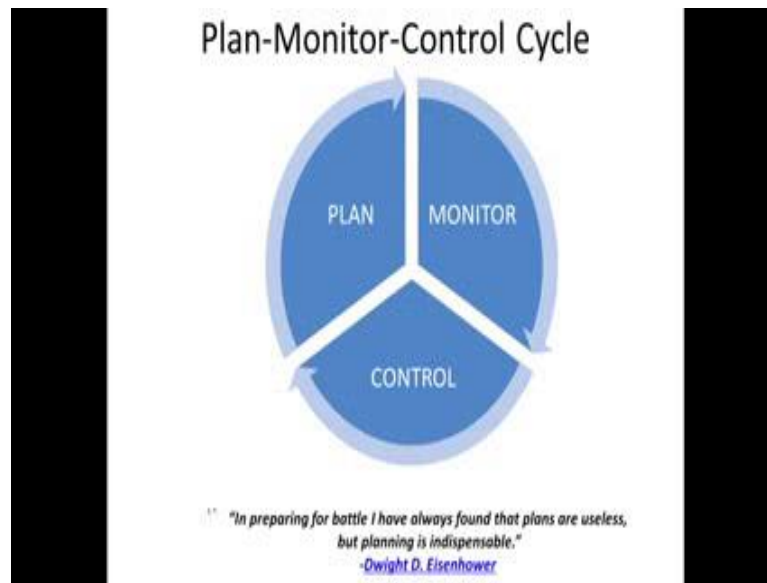 Plan-Monitor-Control Cycle
PLAN
MONITOR
CONTROL
"In preparing for battle I have always found that plans are useless,
but planning is indispensable."
-Dwight D. Eisenhower